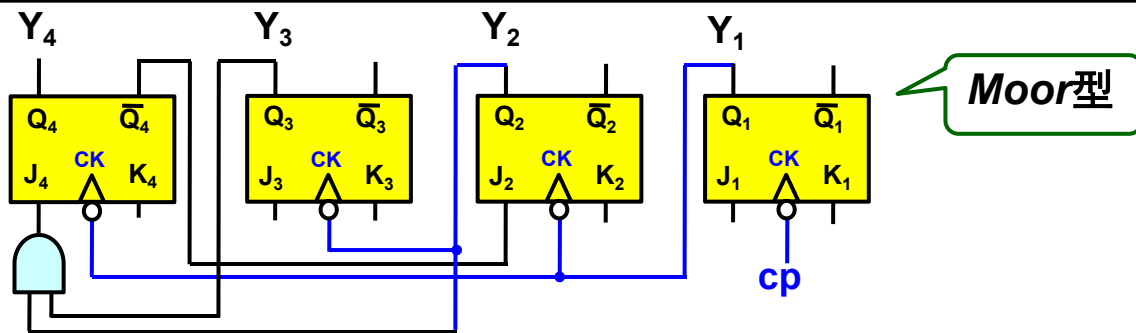 Y₄ Y₃ Y₂ Y₁
Moor型
Q₄ Q̅₄ Q₃ Q̅₃ Q₂ Q̅₂ Q₁ Q̅₁
CK CK CK CK
J₄ K₄ J₃ K₃ J₂ K₂ J₁ K₁
cp